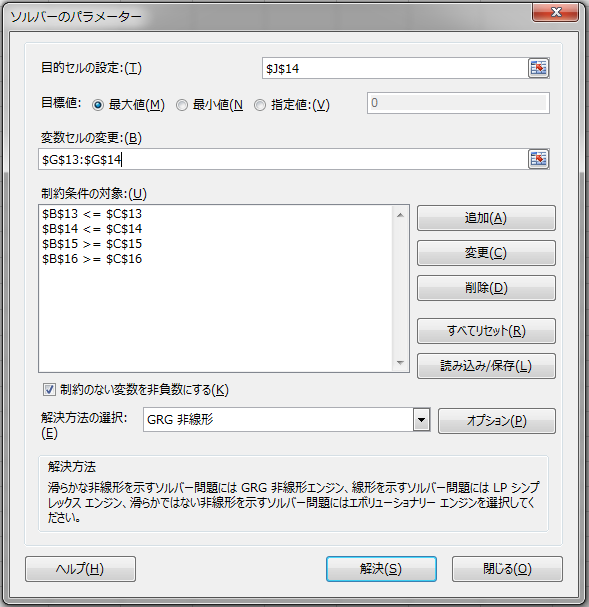 ソルバーのパラメーター
目的セルの設定:(T)
$J$14
目標値:
最大値(M)
最小値(N
指定値:(V)
0
変数セルの変更:(B)
$G$13:$G$14
制約条件の対象:(U)
$B$13 <= $C$13
$B$14 <= $C$14
$B$15 >= $C$15
$B$16 >= $C$16
追加(A)
変更(C)
削除(D)
すべてリセット(R)
読み込み/保存(L)
制約のない変数を非負数にする(K)
解決方法の選択:
(E)
GRG 非線形
オプション(P)
解決方法
滑らかな非線形を示すソルバー問題には GRG 非線形エンジン、線形を示すソルバー問題には LP シンプ
レックス エンジン、滑らかではない非線形を示すソルバー問題にはエボリューショナリー エンジンを選択してく
ださい。
ヘルプ(H)
解決(S)
閉じる(O)